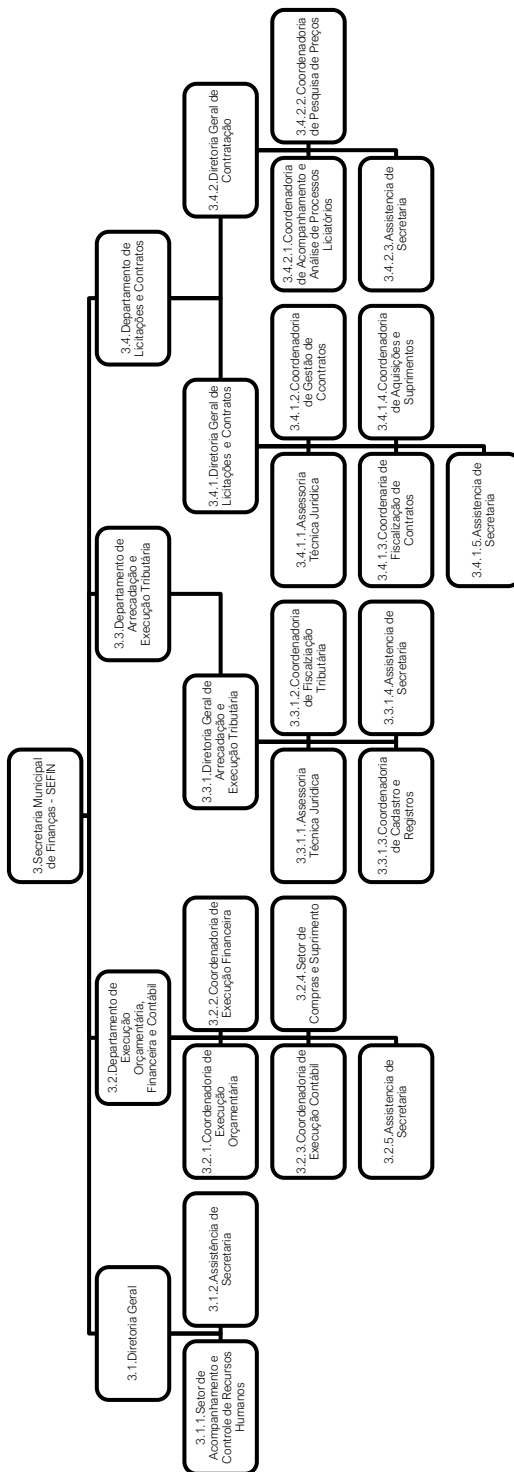 3.Secretaria Municipal
de Finanças - SEFIN
3.1.Diretoria Geral
3.1.1.Setor de
Acompanhamento e
Controle de Recursos
Humanos
3.1.2.Assistência de
Secretaria
3.2.Departamento de
Execução
Orçamentária,
Financeira e Contábil
3.2.1.Coordenadoria de
Execução
Orçamentária
3.2.2.Coordenadoria de
Execução Financeira
3.2.3.Coordenadoria de
Execução Contábil
3.2.4.Setor de
Compras e Suprimento
3.2.5.Assistencia de
Secretaria
3.3.Departamento de
Arrecadação e
Execução Tributária
3.3.1.Diretoria Geral de
Arrecadação e
Execução Tributária
3.3.1.1.Assessoria
Técnica Jurídica
3.3.1.2.Coordenadoria
de Fiscalziação
Tributária
3.3.1.3.Coordenadoria
de Cadastro e
Registros
3.3.1.4.Assistencia de
Secretaria
3.4.Departamento de
Licitações e Contratos
3.4.1.Diretoria Geral de
Licitações e Contratos
3.4.1.1.Assessoria
Técnica Jurídica
3.4.1.2.Coordenadoria
de Gestão de
Ccontratos
3.4.1.3.Coordenaria de
Fiscalização de
Contratos
3.4.1.4.Coordenadoria
de Aquisições e
Suprimentos
3.4.1.5.Assistencia de
Secretaria
3.4.2.Diretoria Geral de
Contratação
3.4.2.1.Coordenadoria
de Acompanhamento e
Análise de Processos
Liciatórios
3.4.2.2.Coordenadoria
de Pesquisa de Preços
3.4.2.3.Assistencia de
Secretaria